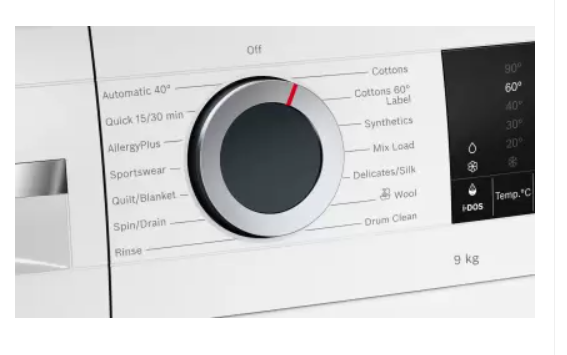 Off
Automatic 40°
Quick 15/30 min
AllergyPlus
Sportswear
Quilt/Blanket
Spin/Drain
Rinse
Cottons
Cottons 60°
Label
Synthetics
Mix Load
Delicates/Silk
Wool
Drum Clean
90°
60°
40°
30°
20°
i-DOS
Temp.°C
9 kg